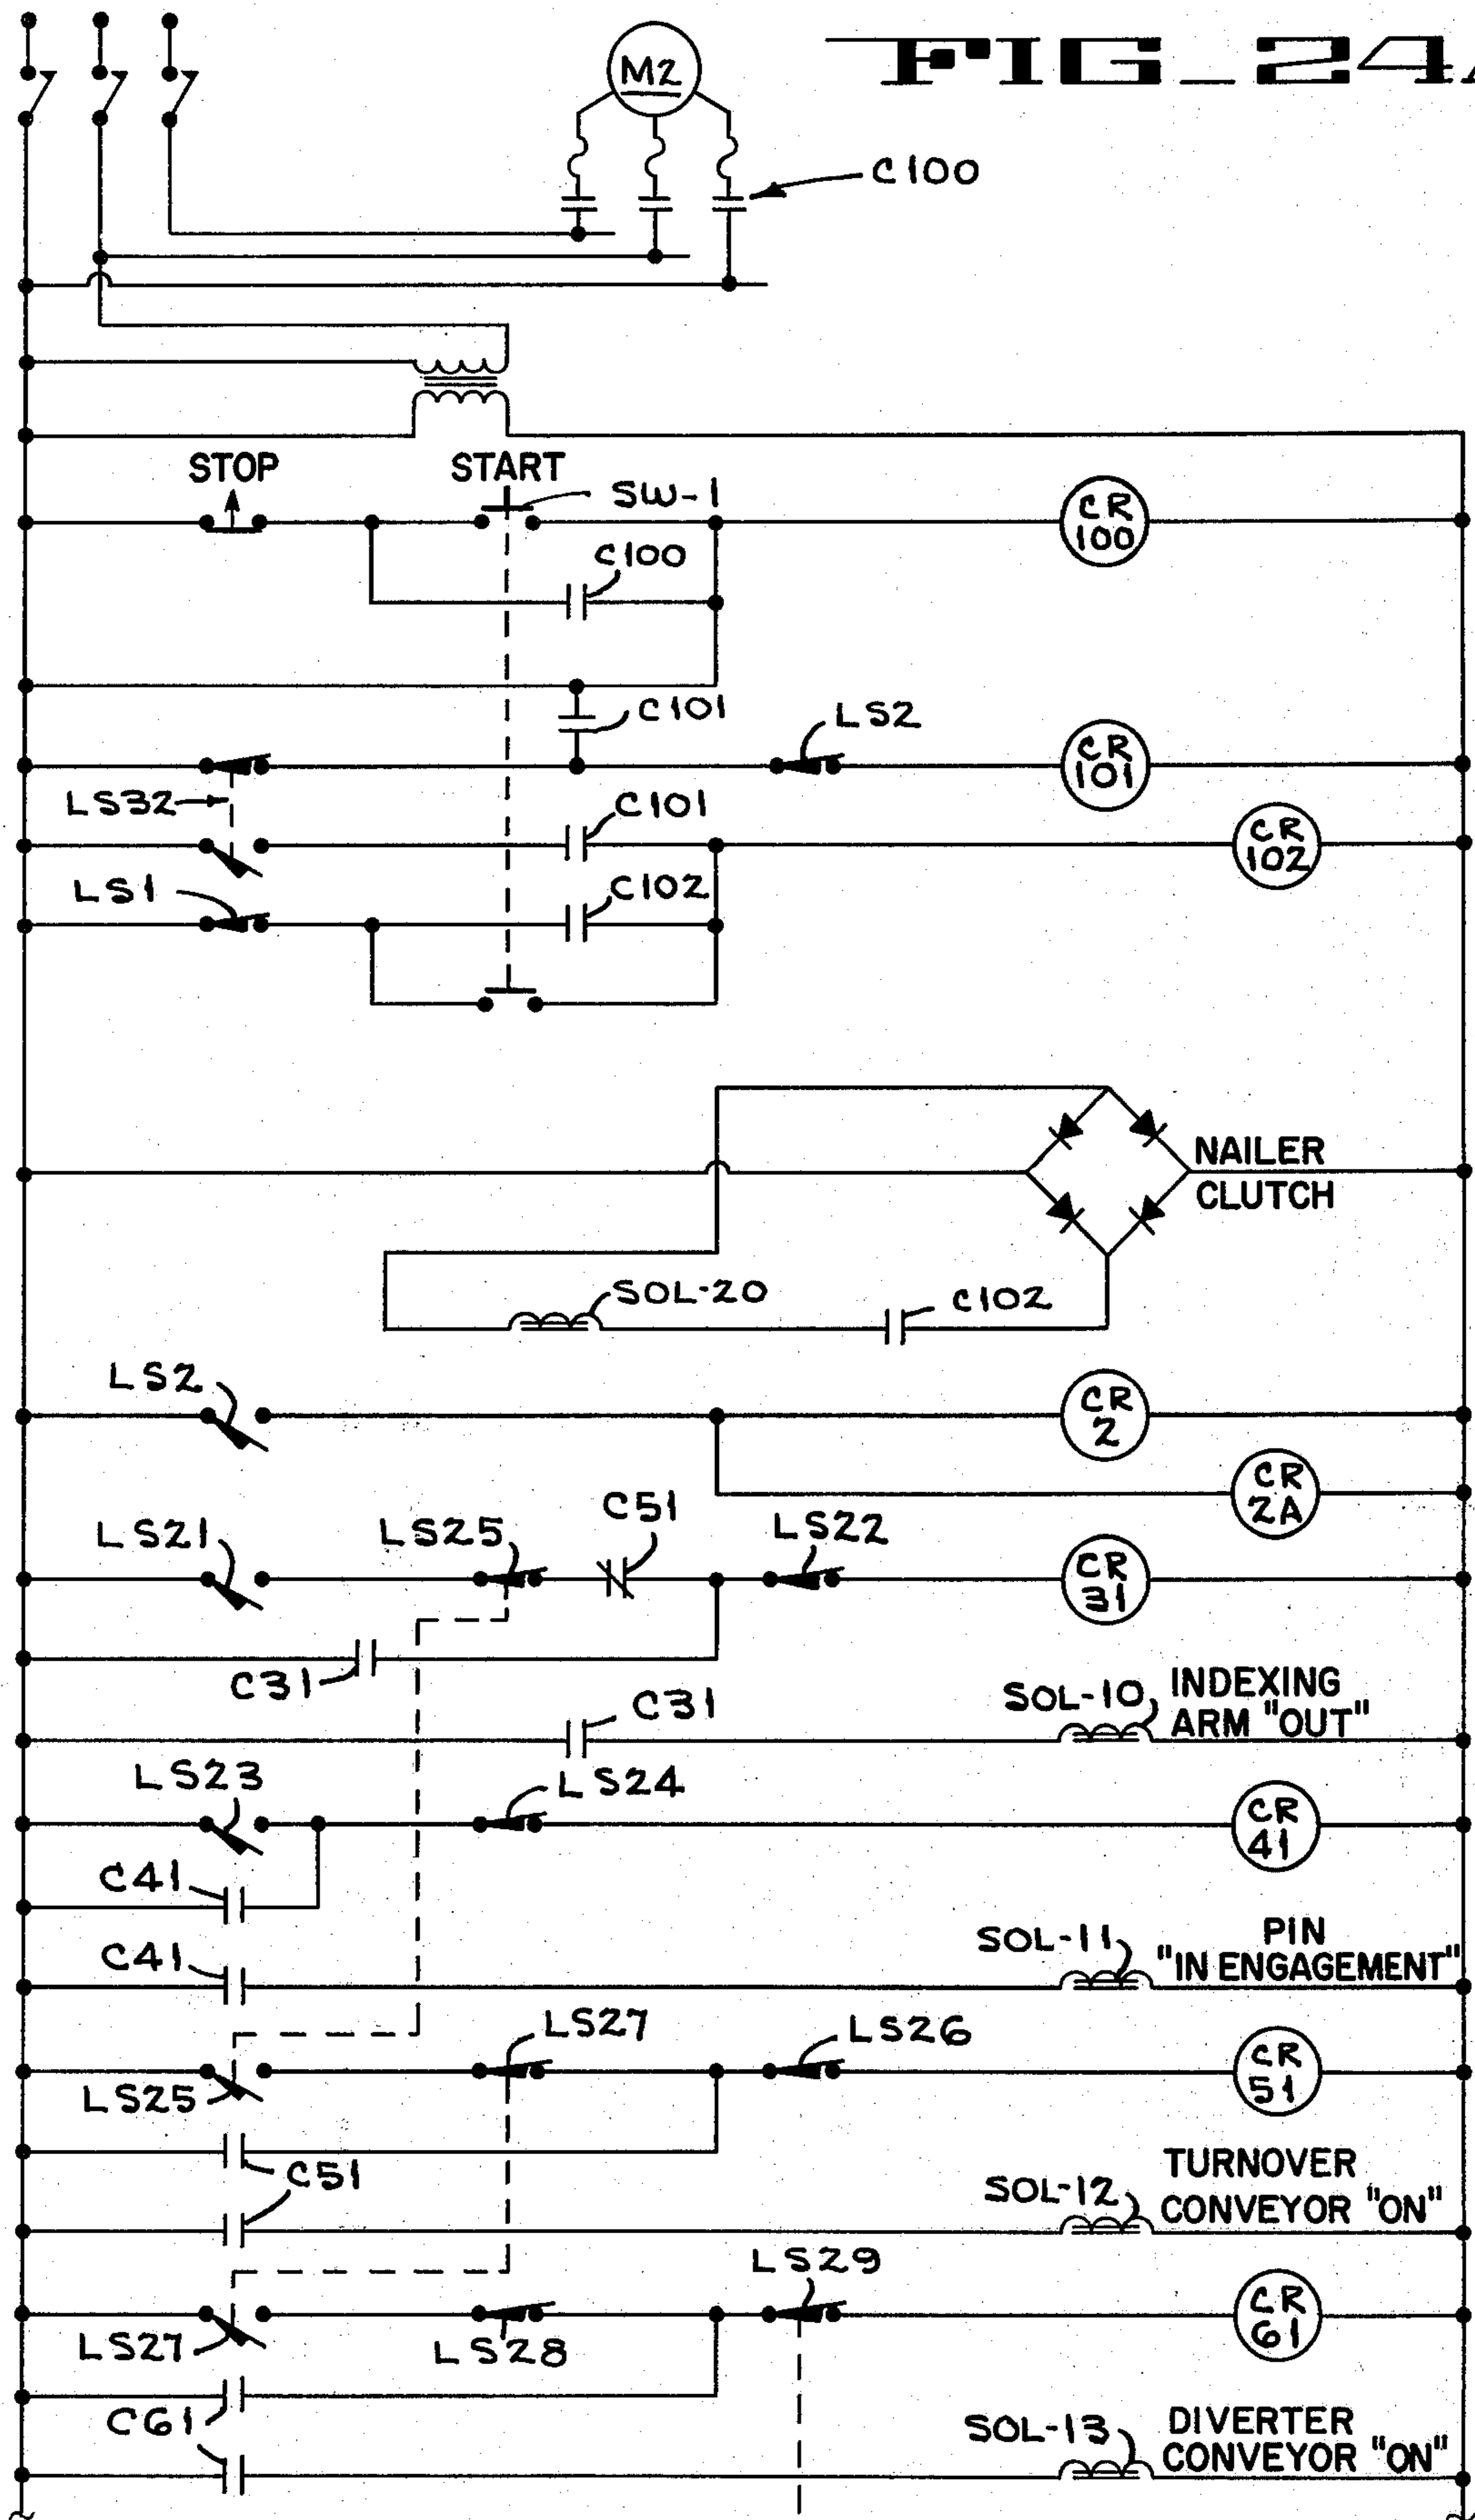 FIG_24
M2
C100
STOP
START
SW-1
CR
100
C100
C101
LS2
CR
101
LS32
C101
CR
102
LS1
C102
NAILER
CLUTCH
SOL-20
C102
LS2
CR
2
CR
2A
LS21
LS25
C51
LS22
CR
31
C31
C31
SOL-10
INDEXING
ARM "OUT"
LS23
LS24
CR
41
C41
C41
SOL-11
PIN
"IN ENGAGEMENT"
LS25
LS27
LS26
CR
51
C51
SOL-12
TURNOVER
CONVEYOR "ON"
LS27
LS28
LS29
CR
61
C61
SOL-13
DIVERTER
CONVEYOR "ON"